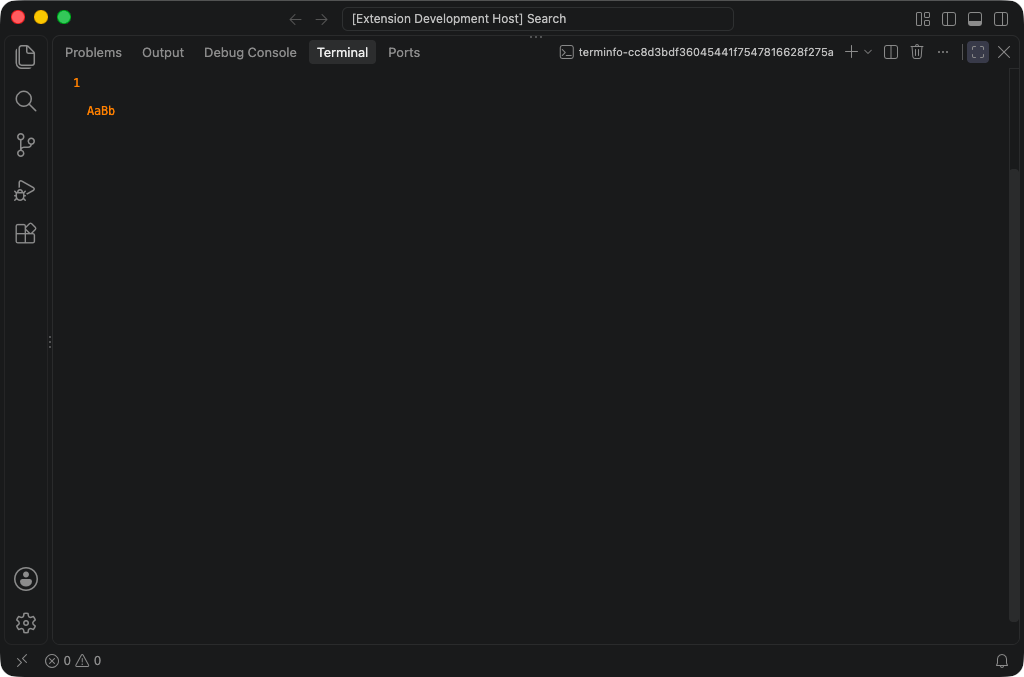 [Extension Development Host] Search
Problems Output Debug Console Terminal Ports terminfo-cc8d3bdf36045441f7547816628f275a
1
AaBb
0 0